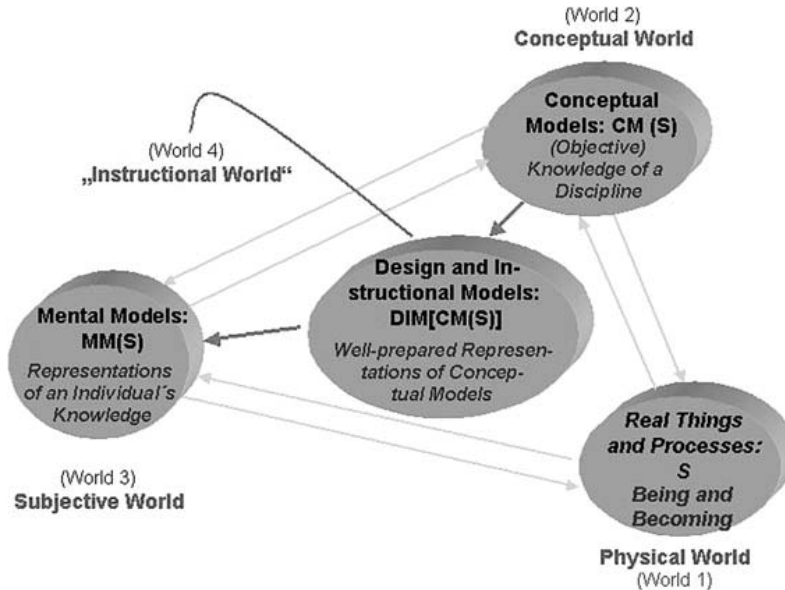 (World 2)
Conceptual World
Conceptual
Models: CM (S)
(Objective)
Knowledge of a
Discipline
(World 4)
„Instructional World“
Design and In-
structional Models:
DIM[CM(S)]
Well-prepared Represen-
tations of Concep-
tual Models
Mental Models:
MM(S)
Representations
of an Individual´s
Knowledge
(World 3)
Subjective World
Real Things
and Processes:
S
Being and
Becoming
Physical World
(World 1)